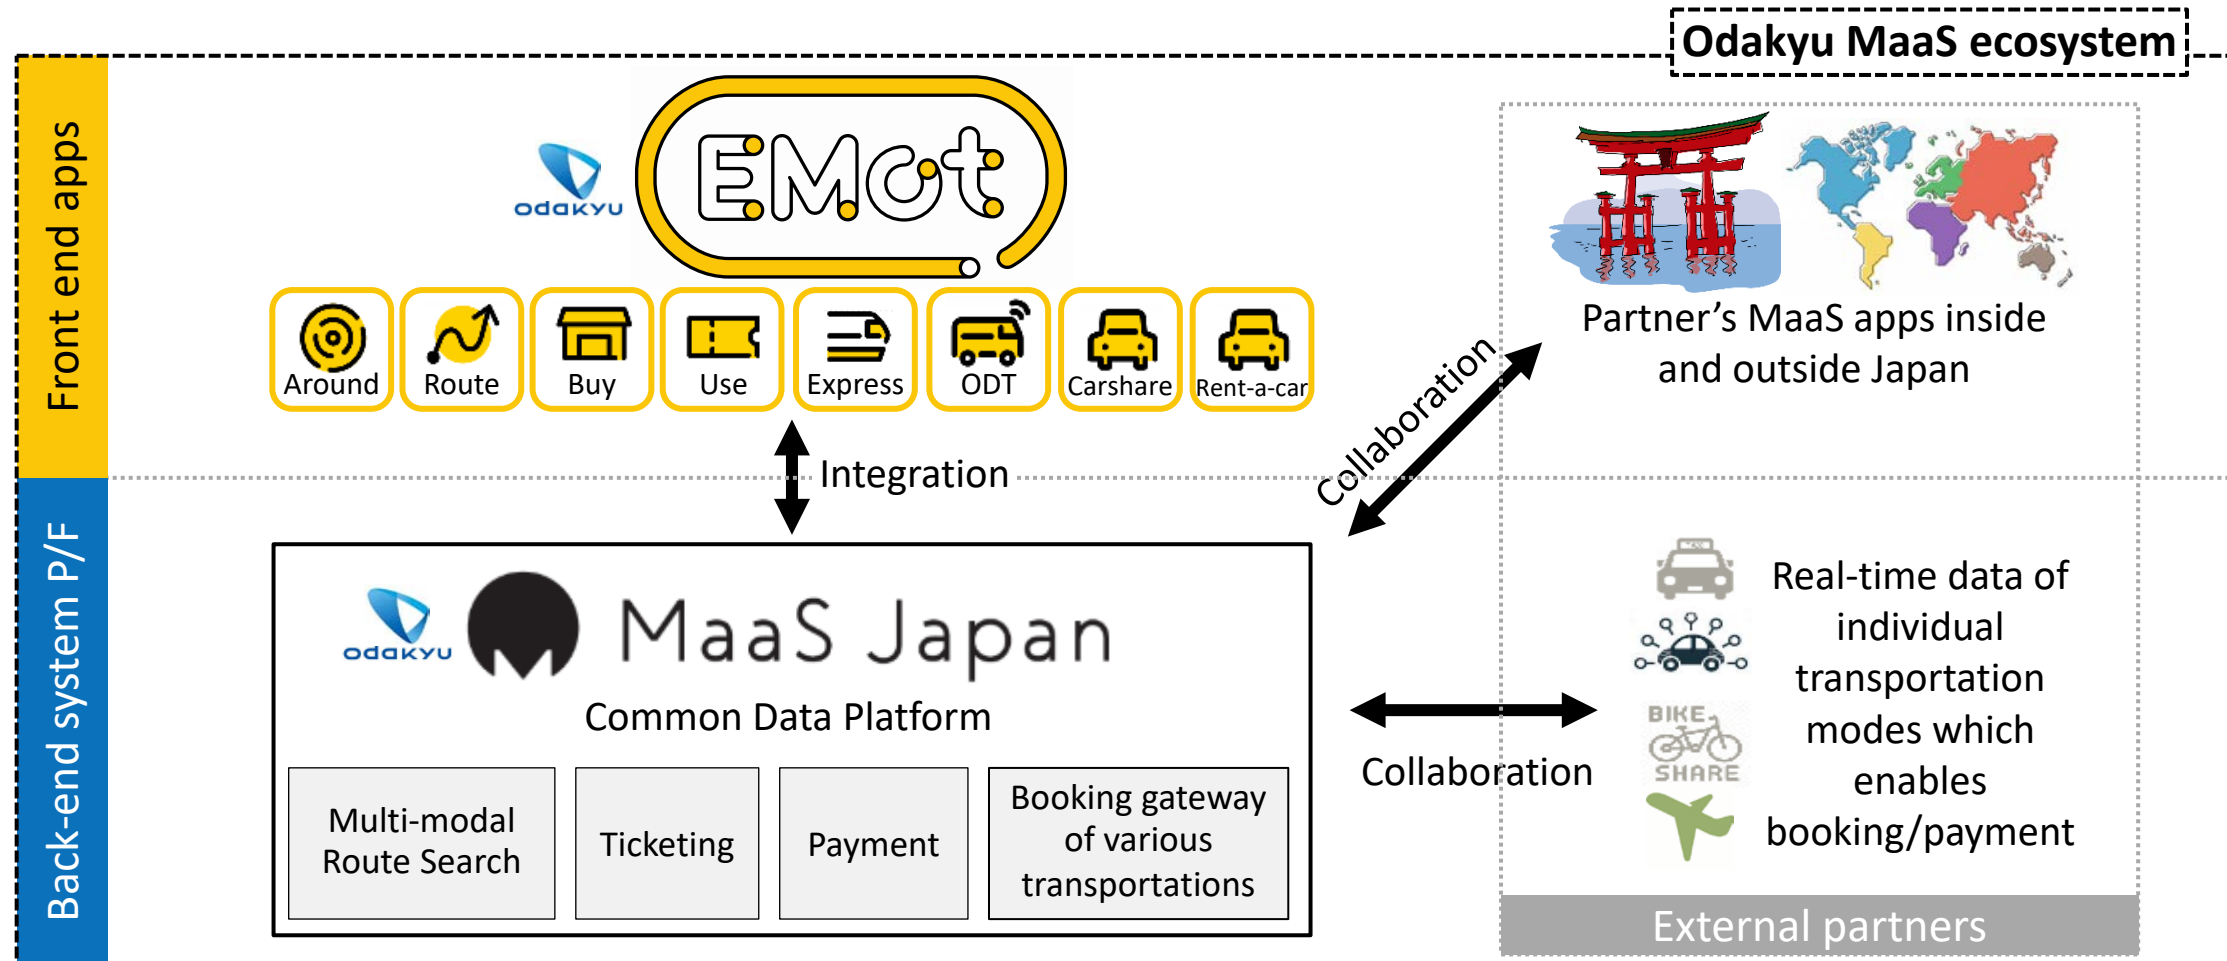 Odakyu MaaS ecosystem
Front end apps
ODAKYU
EMot
Around
Route
Buy
Use
Express
ODT
Carshare
Rent-a-car
Partner’s MaaS apps inside
and outside Japan
Integration
Collaboration
Back-end system P/F
ODAKYU
MaaS Japan
Common Data Platform
Multi-modal
Route Search
Ticketing
Payment
Booking gateway
of various
transportations
Collaboration
BIKE
SHARE
Real-time data of
individual
transportation
modes which
enables
booking/payment
External partners